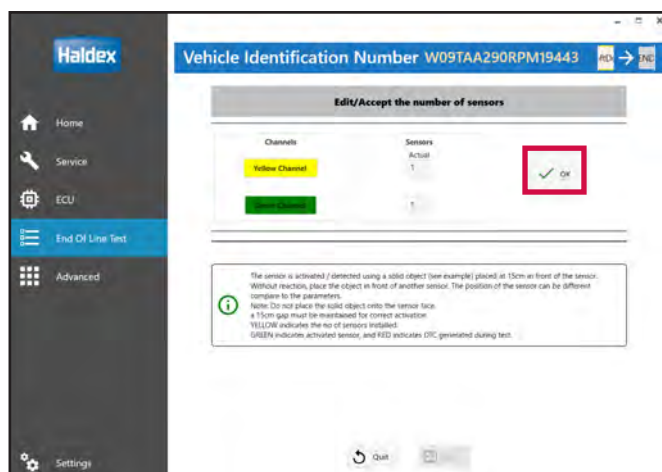 Haldex
Vehicle Identification Number W09TAA290RPM19443
END
Edit/Accept the number of sensors
Home
Service
ECU
End Of Line Test
Advanced
Settings
Channels
Sensors
Actual
Yellow Channel
1
OK
Green Channel
1
The sensor is activated / detected using a solid object (see example) placed at 15cm in front of the sensor.
Without reaction, place the object in front of another sensor. The position of the sensor can be different
compare to the parameters.
Note: Do not place the solid object onto the sensor face.
a 15cm gap must be maintained for correct activation.
YELLOW indicates the no of sensors installed.
GREEN indicates activated sensor, and RED indicates DTC generated during test.
Quit